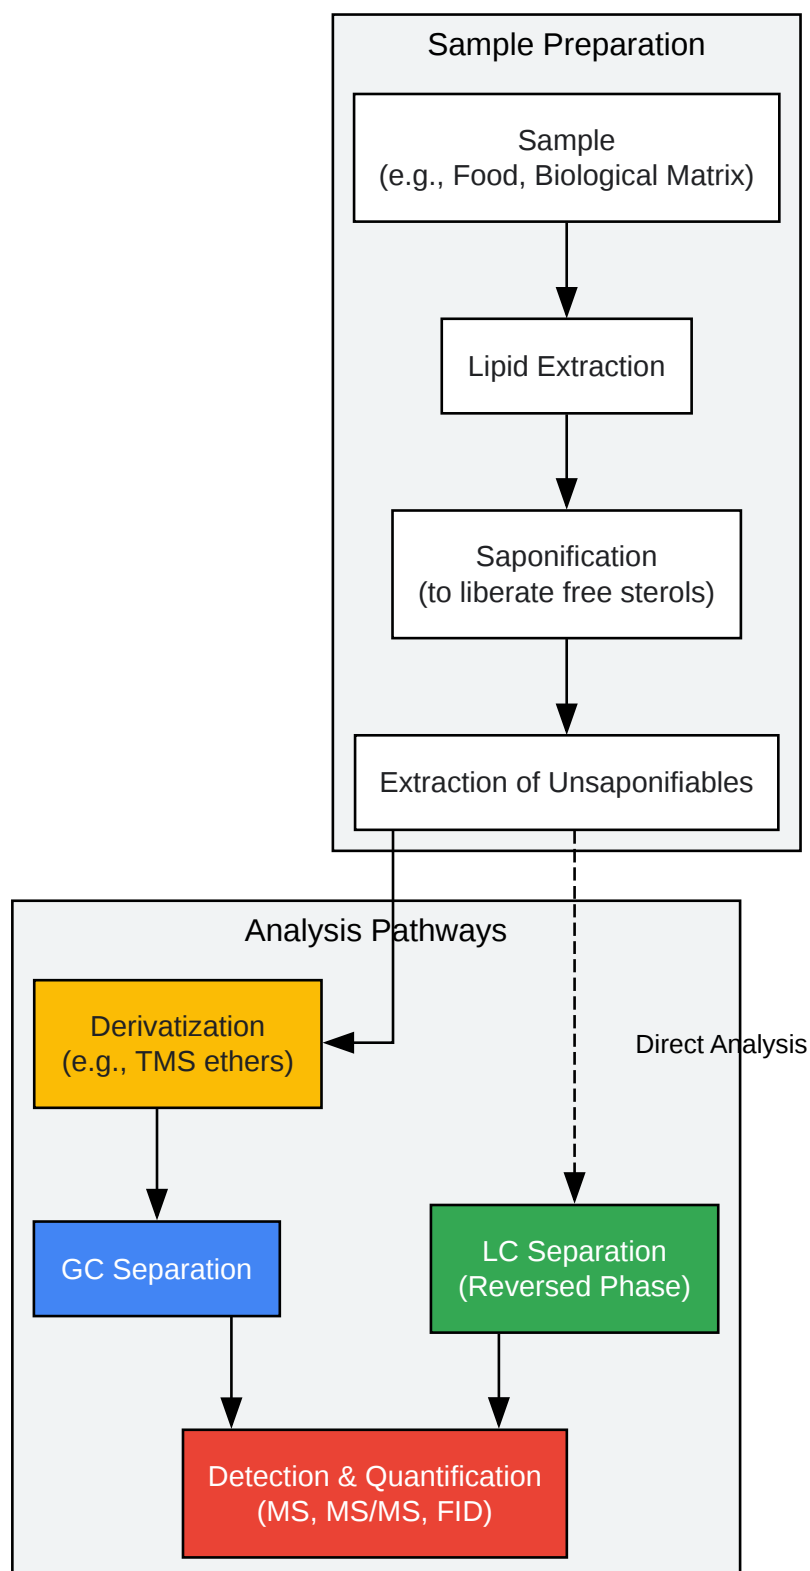 Sample Preparation
Sample
(e.g., Food, Biological Matrix)
Lipid Extraction
Saponification
(to liberate free sterols)
Extraction of Unsaponifiables
Analysis Pathways
Derivatization
(e.g., TMS ethers)
Direct Analysis
GC Separation
LC Separation
(Reversed Phase)
Detection & Quantification
(MS, MS/MS, FID)